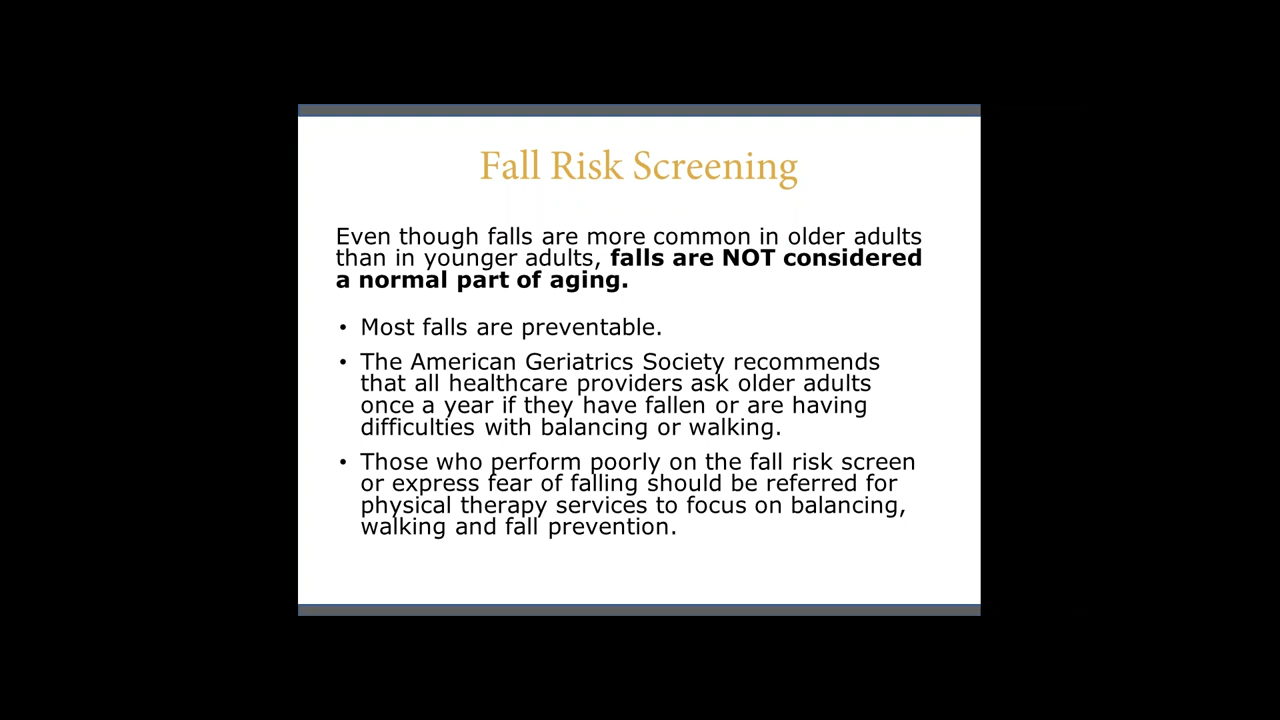 Fall Risk Screening
Even though falls are more common in older adults
than in younger adults, falls are NOT considered
a normal part of aging.
• Most falls are preventable.
• The American Geriatrics Society recommends
that all healthcare providers ask older adults
once a year if they have fallen or are having
difficulties with balancing or walking.
• Those who perform poorly on the fall risk screen
or express fear of falling should be referred for
physical therapy services to focus on balancing,
walking and fall prevention.